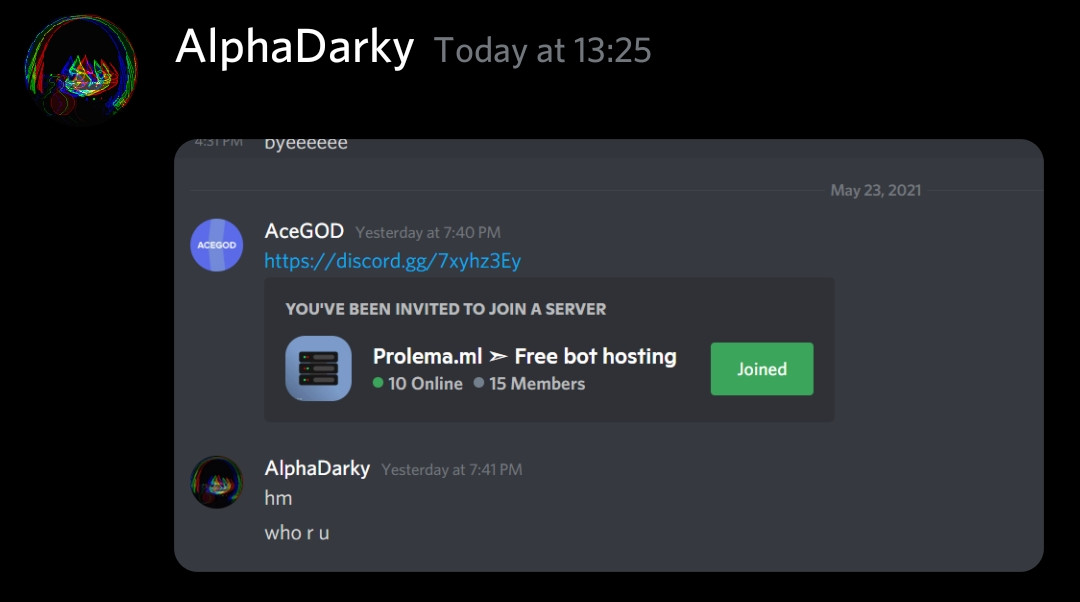 AlphaDarky Today at 13:25
4:31 PM byeeeeee
May 23, 2021
ACEGOD
AceGOD Yesterday at 7:40 PM
https://discord.gg/7xyhz3Ey
YOU'VE BEEN INVITED TO JOIN A SERVER
Prolema.ml ➣ Free bot hosting
10 Online 15 Members
Joined
AlphaDarky Yesterday at 7:41 PM
hm
who r u